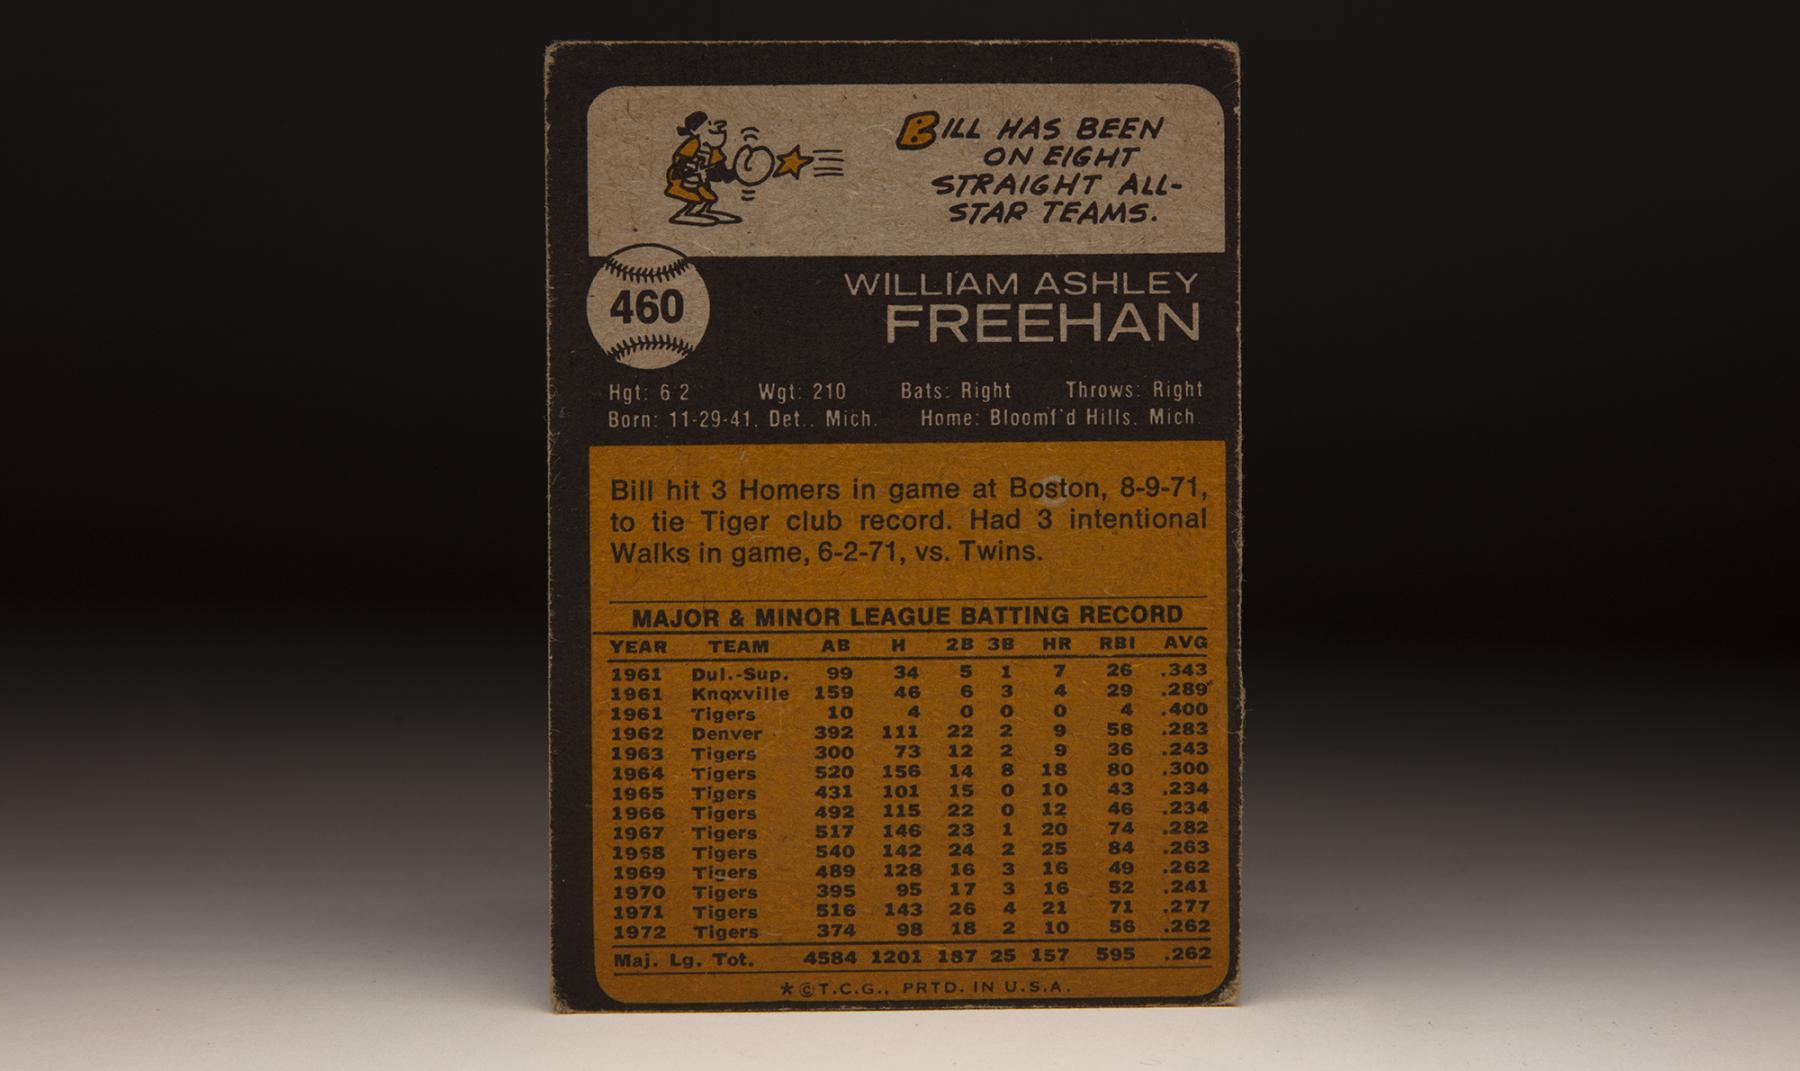 BILL HAS BEEN
ON EIGHT
STRAIGHT ALL-
STAR TEAMS.
460
WILLIAM ASHLEY
FREEHAN
Hgt: 6 2 Wgt: 210 Bats: Right Throws: Right
Born: 11-29-41, Det., Mich. Home: Bloomf'd Hills, Mich.
Bill hit 3 Homers in game at Boston, 8-9-71,
to tie Tiger club record. Had 3 intentional
Walks in game, 6-2-71, vs. Twins.
MAJOR & MINOR LEAGUE BATTING RECORD
YEAR TEAM AB H 2B 3B HR RBI AVG
1961 Dul.-Sup. 99 34 5 1 7 26 .343
1961 Knoxville 159 46 6 3 4 29 .289
1961 Tigers 10 4 0 0 0 4 .400
1962 Denver 392 111 22 2 9 58 .283
1963 Tigers 300 73 12 2 9 36 .243
1964 Tigers 520 156 14 8 18 80 .300
1965 Tigers 431 101 15 0 10 43 .234
1966 Tigers 492 115 22 0 12 46 .234
1967 Tigers 517 146 23 1 20 74 .282
1968 Tigers 540 142 24 2 25 84 .263
1969 Tigers 489 128 16 3 16 49 .262
1970 Tigers 395 95 17 3 16 52 .241
1971 Tigers 516 143 26 4 21 71 .277
1972 Tigers 374 98 18 2 10 56 .262
Maj. Lg. Tot. 4584 1201 187 25 157 595 .262
*©T.C.G., PRTD. IN U.S.A.